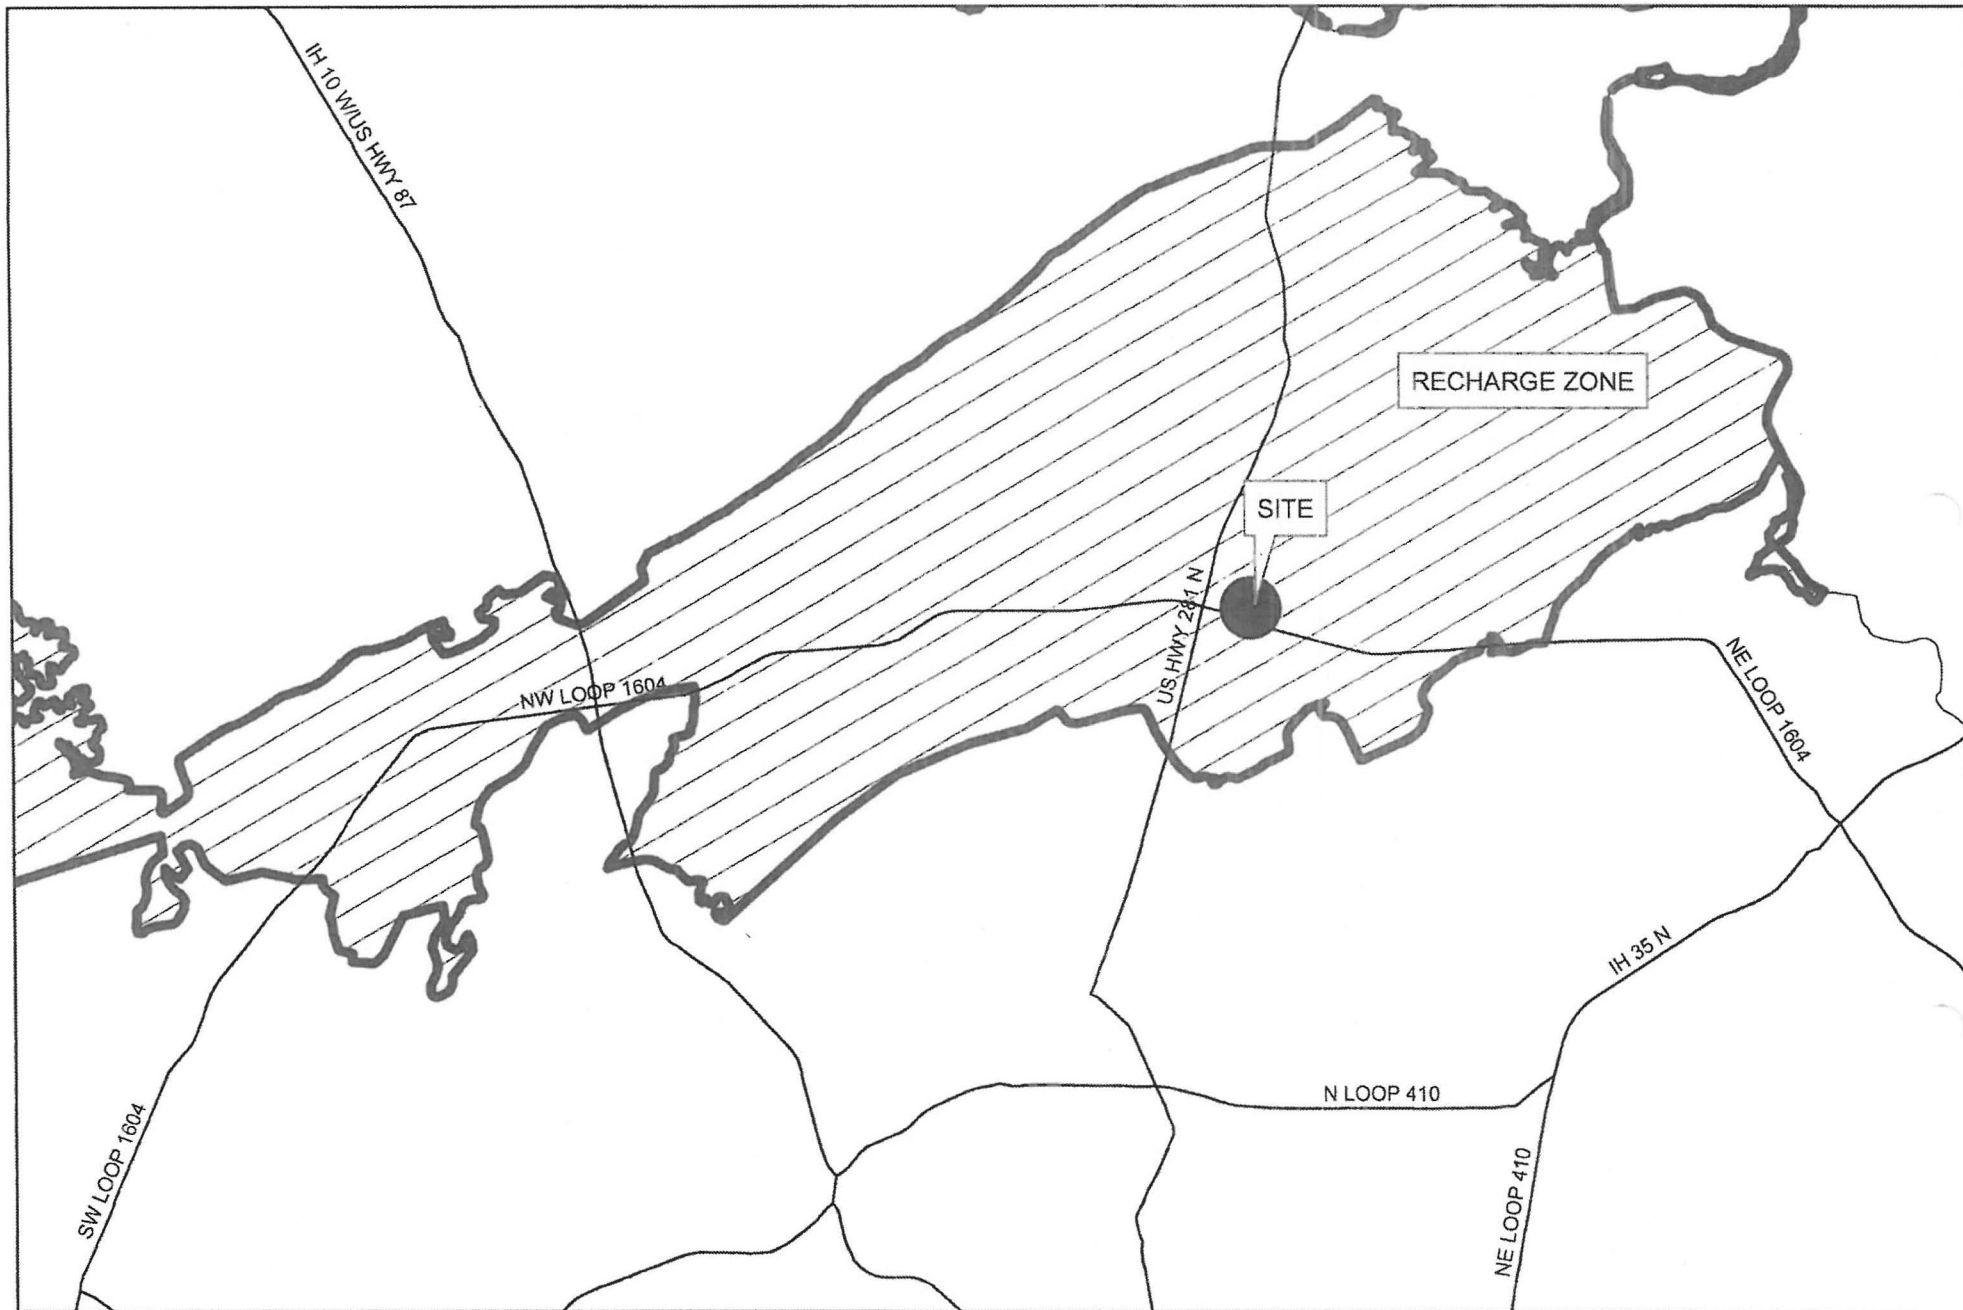 IH 10 W/US HWY 87
RECHARGE ZONE
SITE
US HWY 281 N
NW LOOP 1604
NE LOOP 1604
IH 35 N
N LOOP 410
SW LOOP 1604
NE LOOP 410